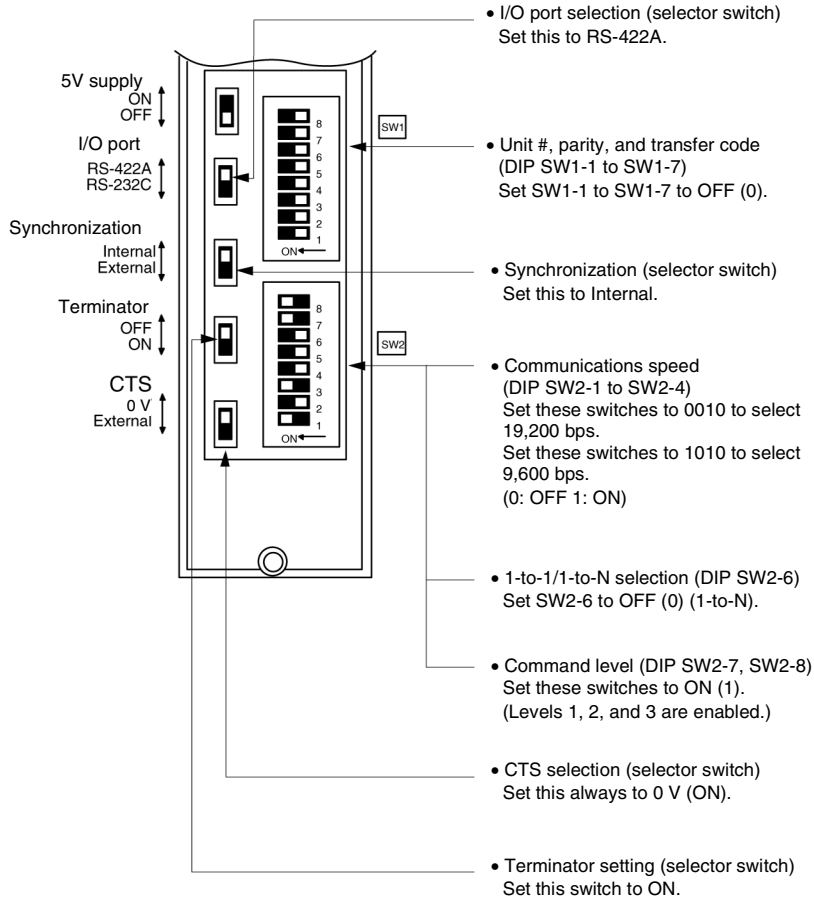 5V supply
ON
OFF
I/O port
RS-422A
RS-232C
Synchronization
Internal
External
Terminator
OFF
ON
CTS
0 V
External
8
7
6
5
4
3
2
1
ON
SW1
8
7
6
5
4
3
2
1
ON
SW2
• I/O port selection (selector switch)
Set this to RS-422A.
• Unit #, parity, and transfer code
(DIP SW1-1 to SW1-7)
Set SW1-1 to SW1-7 to OFF (0).
• Synchronization (selector switch)
Set this to Internal.
• Communications speed
(DIP SW2-1 to SW2-4)
Set these switches to 0010 to select
19,200 bps.
Set these switches to 1010 to select
9,600 bps.
(0: OFF 1: ON)
• 1-to-1/1-to-N selection (DIP SW2-6)
Set SW2-6 to OFF (0) (1-to-N).
• Command level (DIP SW2-7, SW2-8)
Set these switches to ON (1).
(Levels 1, 2, and 3 are enabled.)
• CTS selection (selector switch)
Set this always to 0 V (ON).
• Terminator setting (selector switch)
Set this switch to ON.